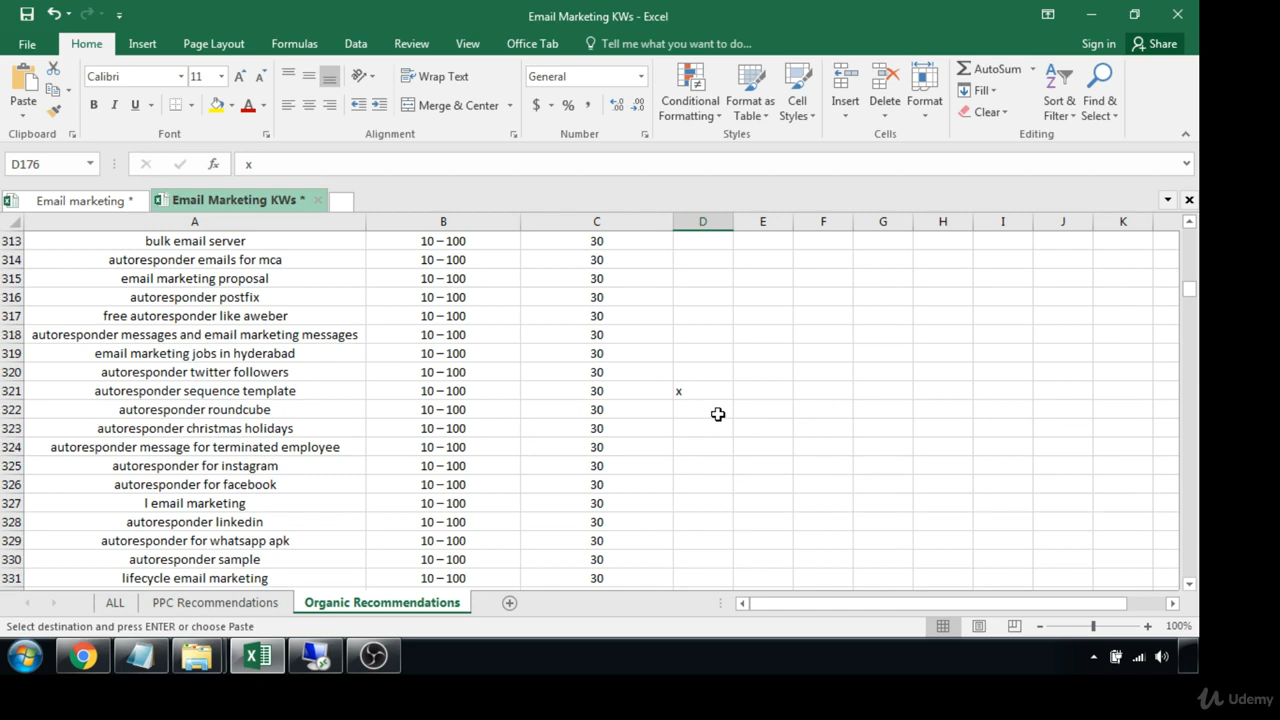 Email Marketing KWs - Excel
File Home Insert Page Layout Formulas Data Review View Office Tab Tell me what you want to do... Sign in Share
Calibri 11 Wrap Text General AutoSum
Paste B I U Merge & Center $ % , Conditional Formatting Format as Table Cell Styles Insert Delete Format Fill Clear Sort & Filter Find & Select
Clipboard Font Alignment Number Styles Cells Editing
D176 fx x
Email marketing * Email Marketing KWs *
A B C D E F G H I J K
313 bulk email server 10 – 100 30
314 autoresponder emails for mca 10 – 100 30
315 email marketing proposal 10 – 100 30
316 autoresponder postfix 10 – 100 30
317 free autoresponder like aweber 10 – 100 30
318 autoresponder messages and email marketing messages 10 – 100 30
319 email marketing jobs in hyderabad 10 – 100 30
320 autoresponder twitter followers 10 – 100 30
321 autoresponder sequence template 10 – 100 30 x
322 autoresponder roundcube 10 – 100 30
323 autoresponder christmas holidays 10 – 100 30
324 autoresponder message for terminated employee 10 – 100 30
325 autoresponder for instagram 10 – 100 30
326 autoresponder for facebook 10 – 100 30
327 l email marketing 10 – 100 30
328 autoresponder linkedin 10 – 100 30
329 autoresponder for whatsapp apk 10 – 100 30
330 autoresponder sample 10 – 100 30
331 lifecycle email marketing 10 – 100 30
ALL PPC Recommendations Organic Recommendations
Select destination and press ENTER or choose Paste 100%
Udemy